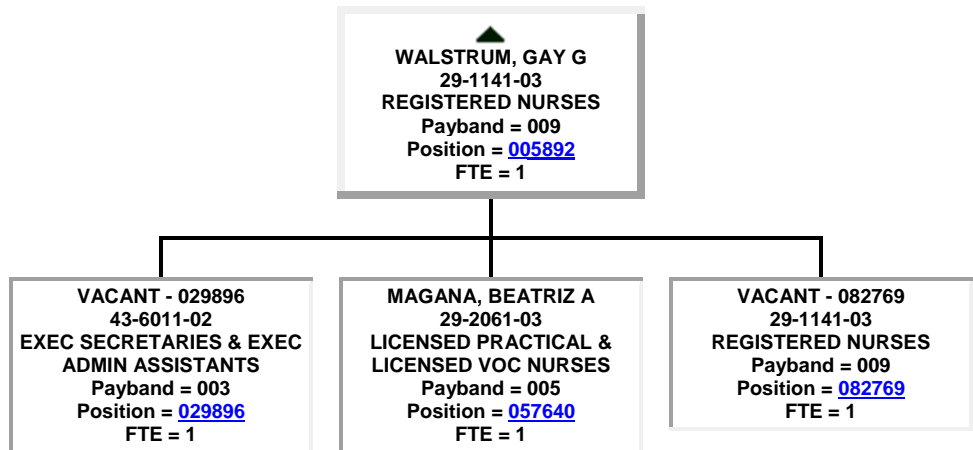 WALSTRUM, GAY G
29-1141-03
REGISTERED NURSES
Payband = 009
Position = 005892
FTE = 1
VACANT - 029896
43-6011-02
EXEC SECRETARIES & EXEC
ADMIN ASSISTANTS
Payband = 003
Position = 029896
FTE = 1
MAGANA, BEATRIZ A
29-2061-03
LICENSED PRACTICAL &
LICENSED VOC NURSES
Payband = 005
Position = 057640
FTE = 1
VACANT - 082769
29-1141-03
REGISTERED NURSES
Payband = 009
Position = 082769
FTE = 1